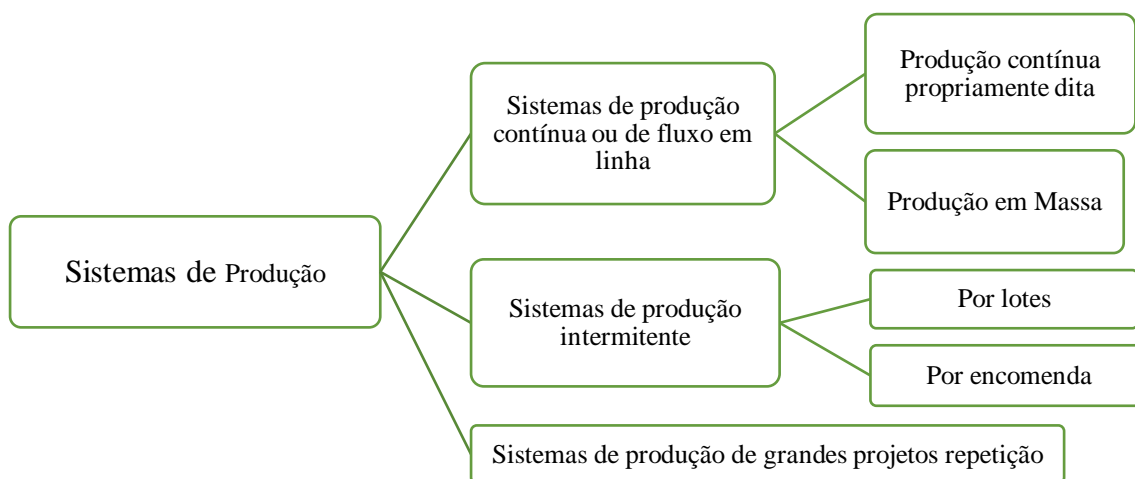 Sistemas de Produção
Sistemas de produção
contínua ou de fluxo em
linha
Produção contínua
propriamente dita
Produção em Massa
Sistemas de produção
intermitente
Por lotes
Por encomenda
Sistemas de produção de grandes projetos repetição